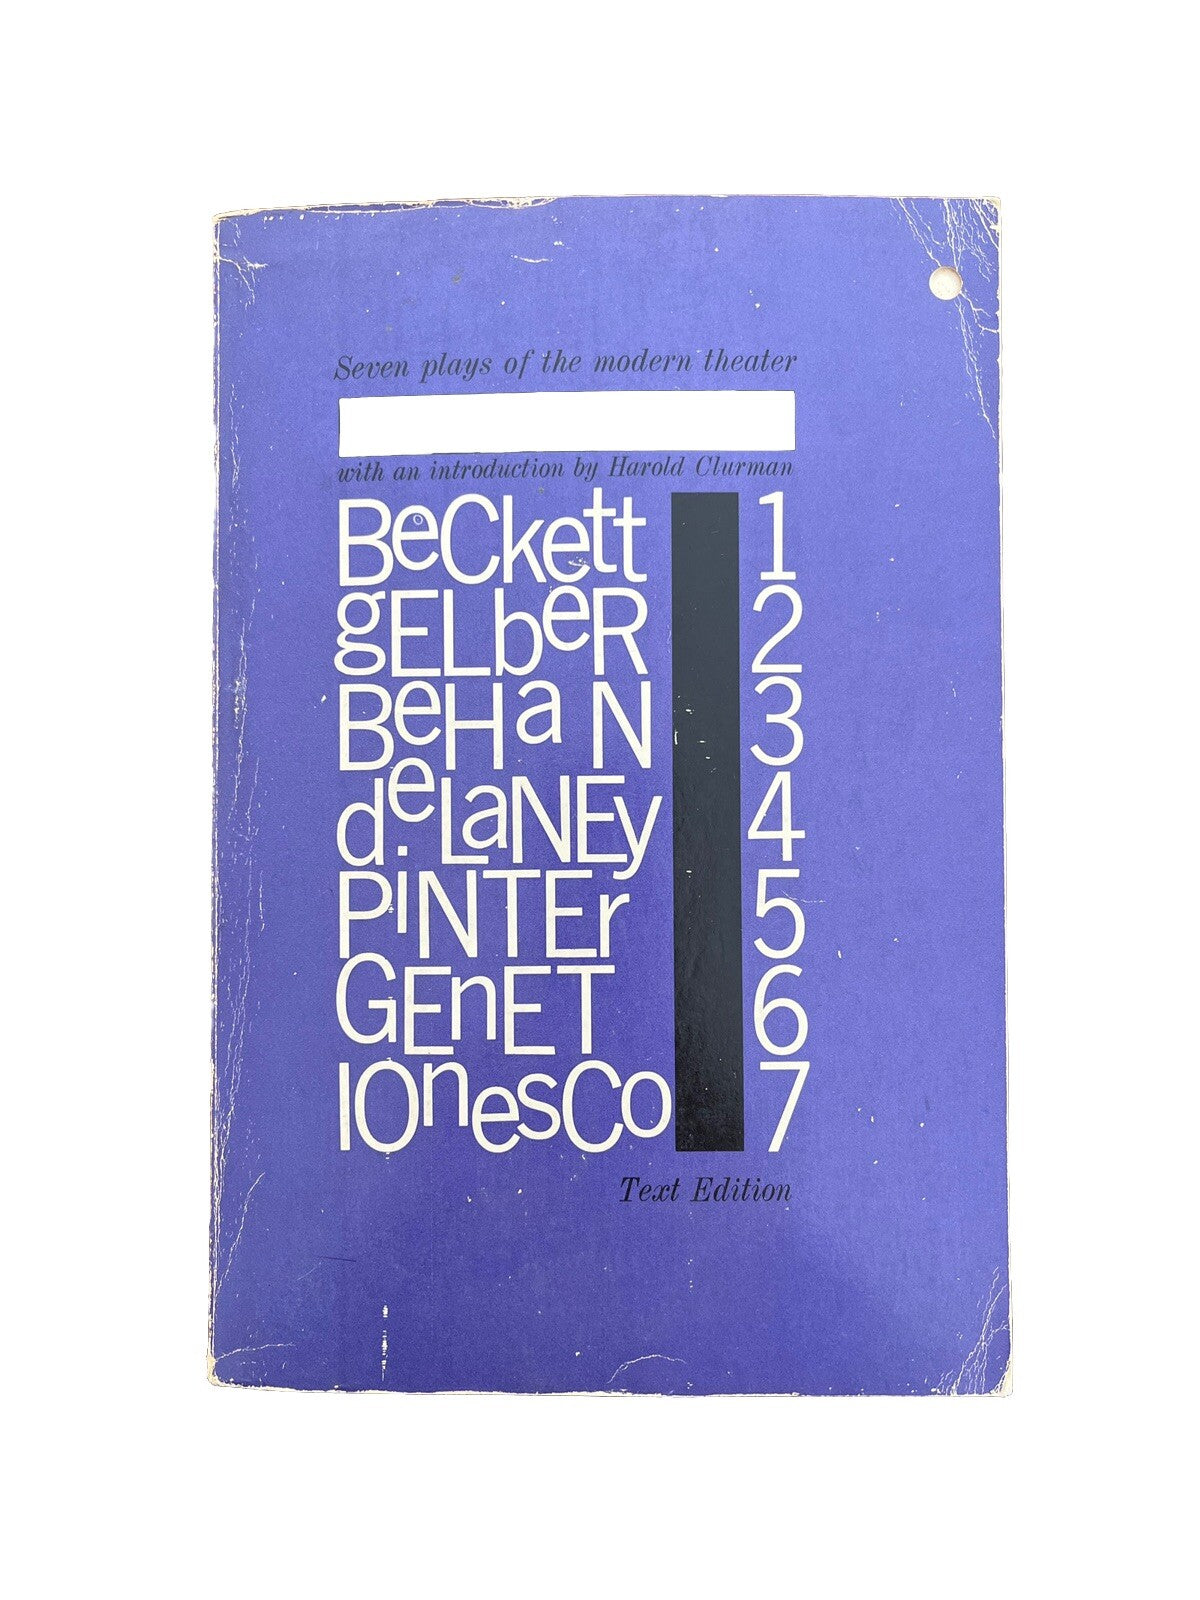 Seven plays of the modern theater
with an introduction by Harold Clurman
BeCkett 1
gELbeR 2
BeHaN 3
deLaNEy 4
PiNTEr 5
GEnET 6
IOnesCo 7
Text Edition